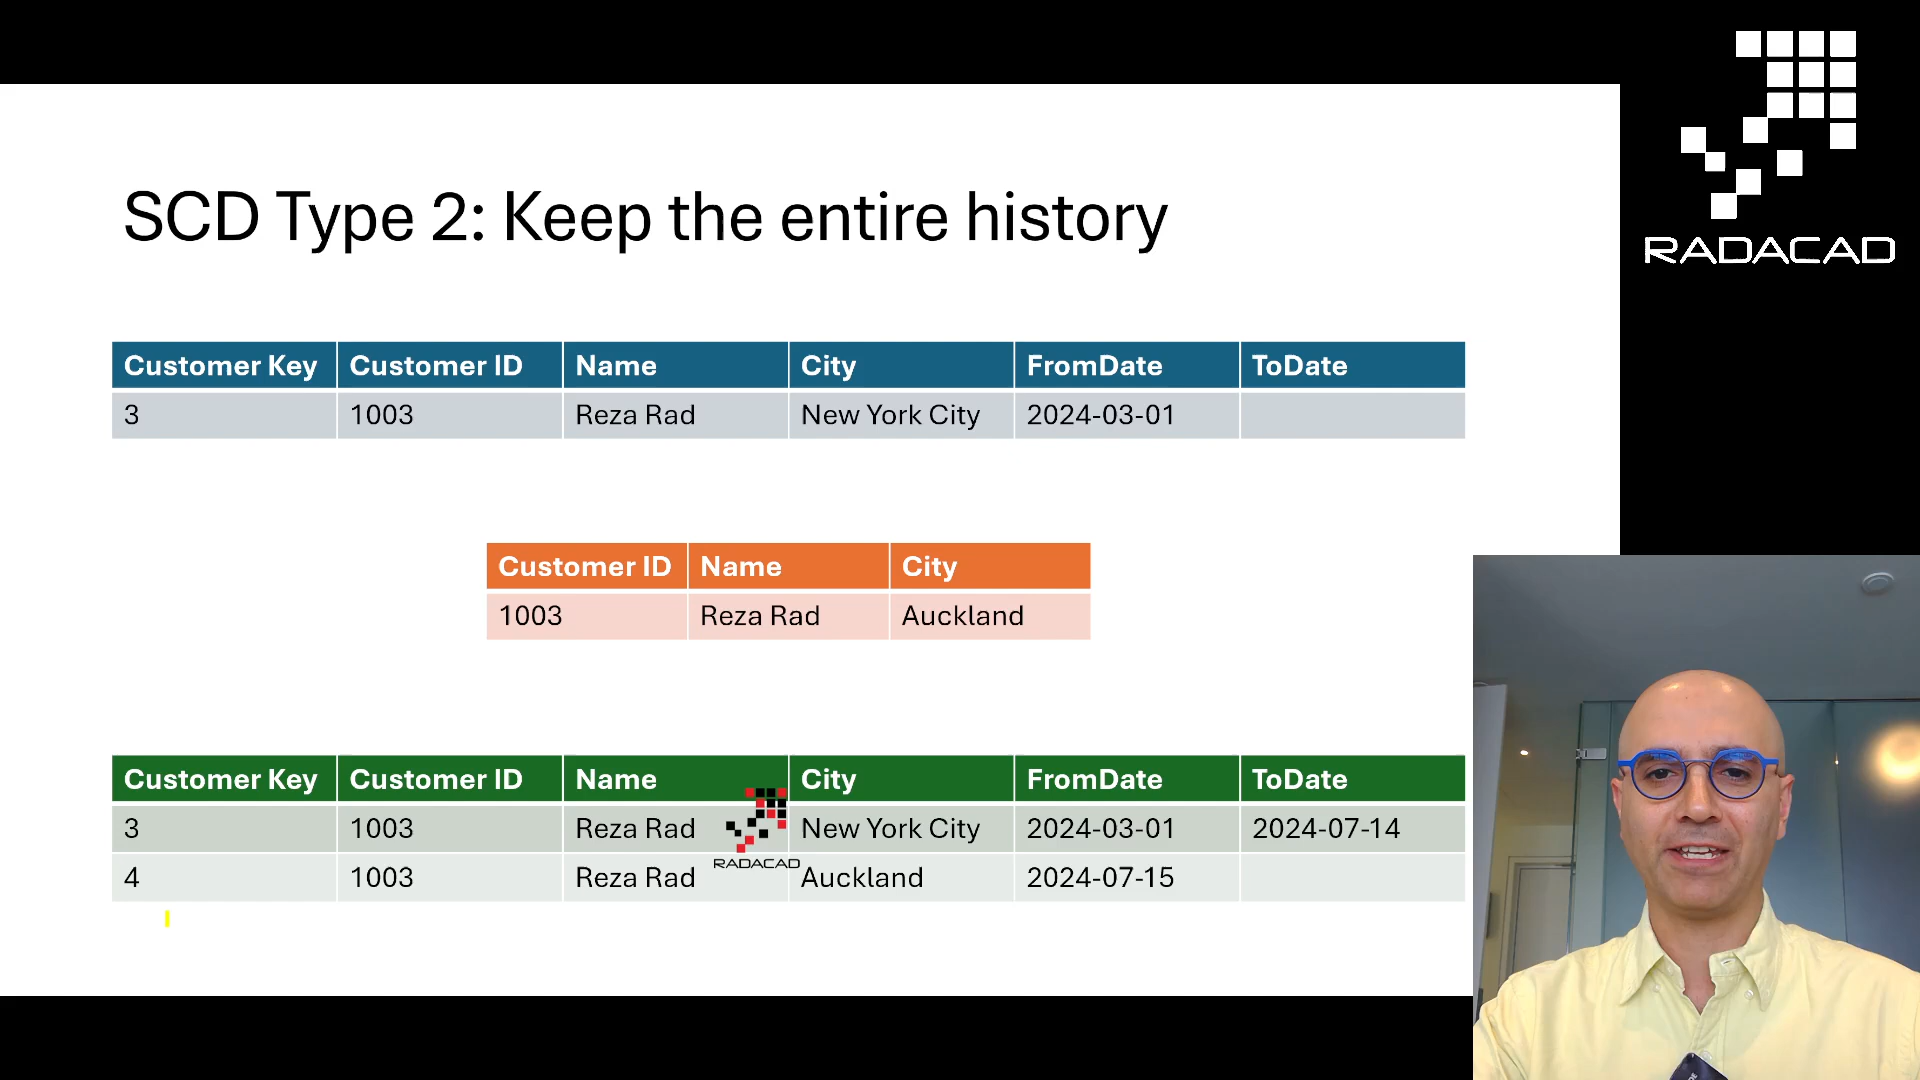 RADACAD
SCD Type 2: Keep the entire history
Customer Key Customer ID Name City FromDate ToDate
3 1003 Reza Rad New York City 2024-03-01
Customer ID Name City
1003 Reza Rad Auckland
Customer Key Customer ID Name City FromDate ToDate
3 1003 Reza Rad New York City 2024-03-01 2024-07-14
RADACAD
4 1003 Reza Rad Auckland 2024-07-15